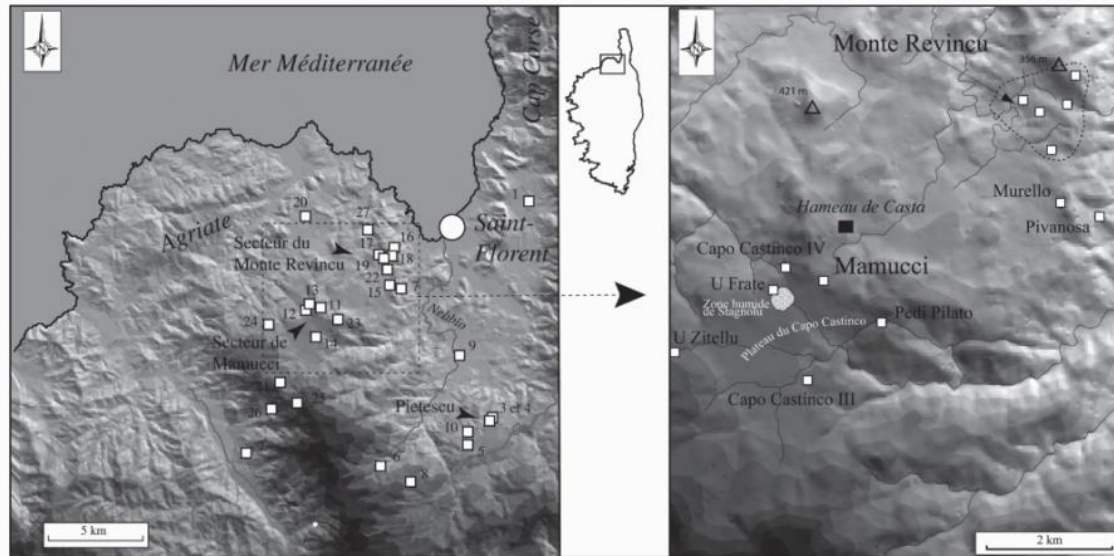 N
Mer Méditerranée
Cap Corse
1
20
Saint-
Florent
27
Agriate
16
17
Secteur du
Monte Revincu
18
19
22
15
7
13
11
12
23
24
14
Secteur de
Mamucci
Nebbio
9
25
26
Pietescu
3 et 4
10
5
6
8
5 km
N
Monte Revincu
356 m
421 m
Murello
Pivanosa
Hameau de Casta
Capo Castinco IV
Mamucci
U Frate
Zone humide
de Stagnolu
Plateau du Capo Castinco
Pedi Pilato
U Zitellu
Capo Castinco III
2 km